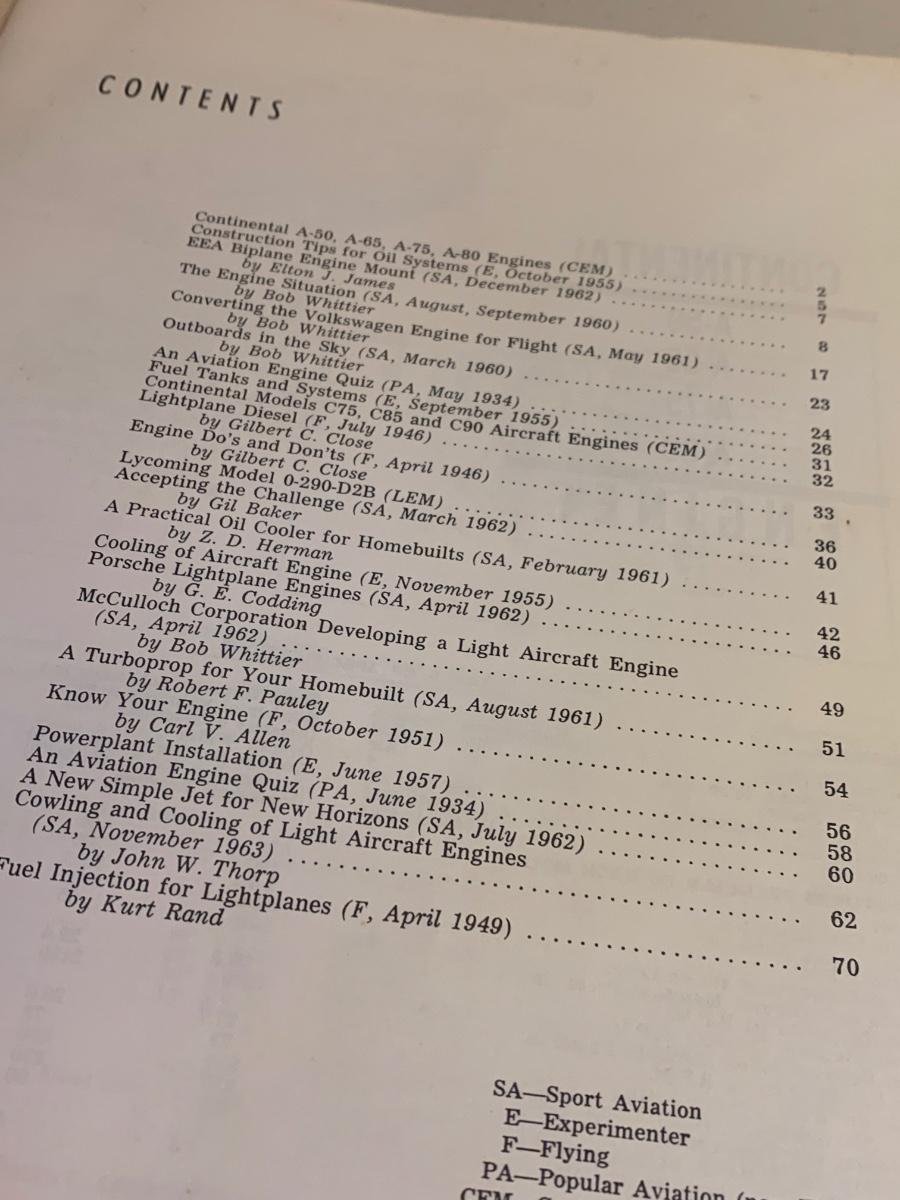 CONTENTS
Continental A-50, A-65, A-75, A-80 Engines (CEM) .................... 2
Construction Tips for Oil Systems (E, October 1955) .................... 5
EEA Biplane Engine Mount (SA, December 1962) .................... 7
by Elton J. James
The Engine Situation (SA, August, September 1960) .................... 8
by Bob Whittier
Converting the Volkswagen Engine for Flight (SA, May 1961) ........ 17
by Bob Whittier
Outboards in the Sky (SA, March 1960) .................... 23
by Bob Whittier
An Aviation Engine Quiz (PA, May 1934) .................... 24
Fuel Tanks and Systems (E, September 1955) .................... 26
Continental Models C75, C85 and C90 Aircraft Engines (CEM) ....... 31
Lightplane Diesel (F, July 1946) .................... 32
by Gilbert C. Close
Engine Do's and Don'ts (F, April 1946) .................... 33
by Gilbert C. Close
Lycoming Model 0-290-D2B (LEM) .................... 36
Accepting the Challenge (SA, March 1962) .................... 40
by Gil Baker
A Practical Oil Cooler for Homebuilts (SA, February 1961) .......... 41
by Z. D. Herman
Cooling of Aircraft Engine (E, November 1955) .................... 42
Porsche Lightplane Engines (SA, April 1962) .................... 46
by G. E. Codding
McCulloch Corporation Developing a Light Aircraft Engine
(SA, April 1962) .................... 49
by Bob Whittier
A Turboprop for Your Homebuilt (SA, August 1961) .................... 51
by Robert F. Pauley
Know Your Engine (F, October 1951) .................... 54
by Carl V. Allen
Powerplant Installation (E, June 1957) .................... 56
An Aviation Engine Quiz (PA, June 1934) .................... 58
A New Simple Jet for New Horizons (SA, July 1962) .................... 60
Cowling and Cooling of Light Aircraft Engines
(SA, November 1963) .................... 62
by John W. Thorp
Fuel Injection for Lightplanes (F, April 1949) .................... 70
by Kurt Rand
SA—Sport Aviation
E—Experimenter
F—Flying
PA—Popular Aviation
CEM